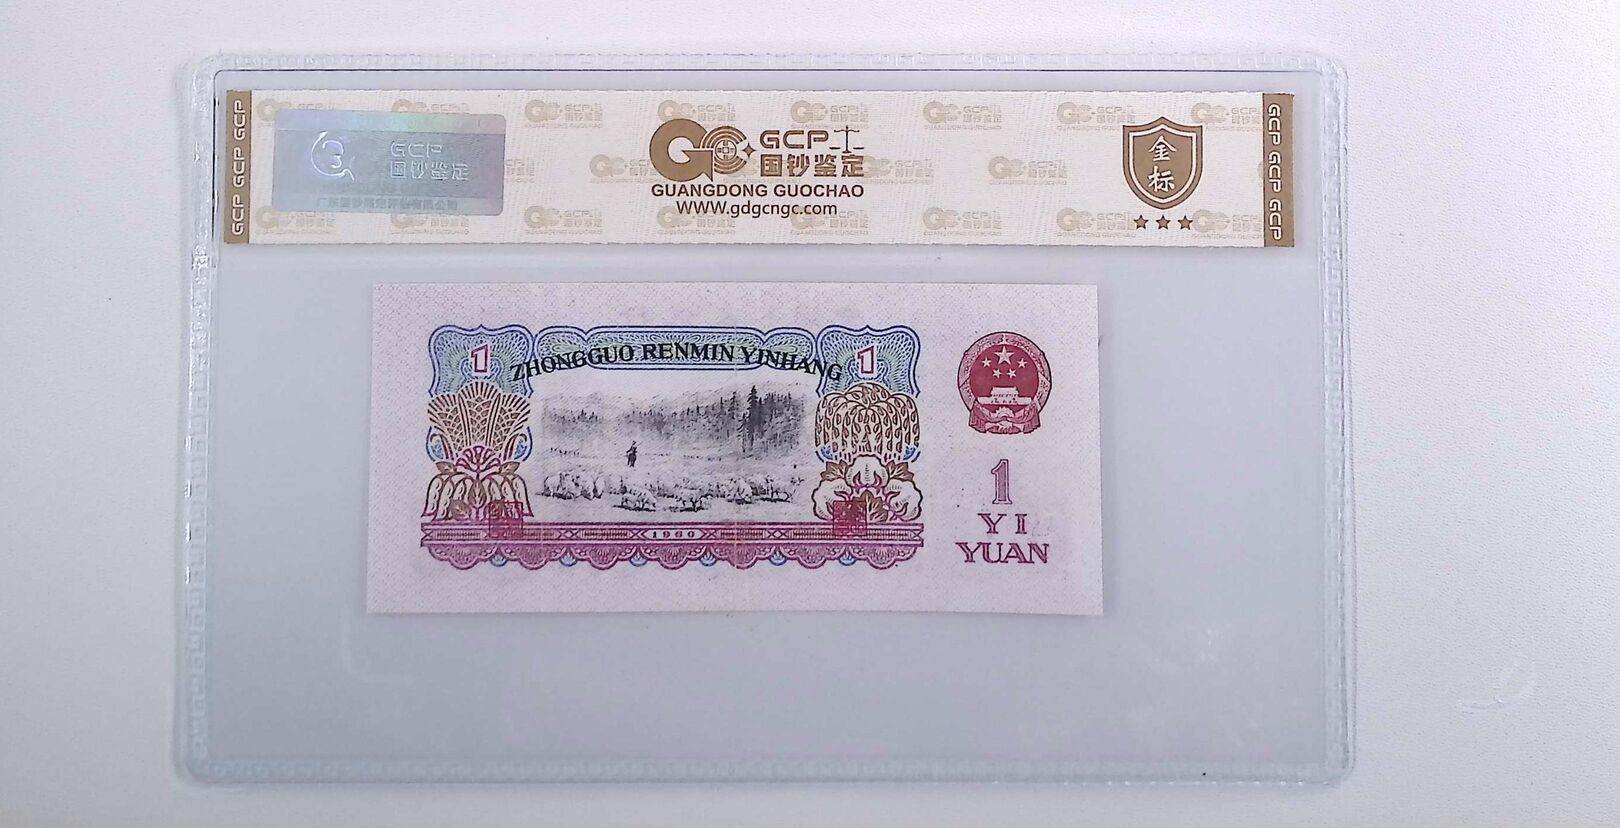 GCP GCP GCP
GCP
国钞鉴定
GCP
国钞鉴定
GUANGDONG GUOCHAO
www.gdgcngc.com
金标
GCP GCP GCP
1
ZHONGGUO RENMIN YINHANG
1
1960
1
YI
YUAN